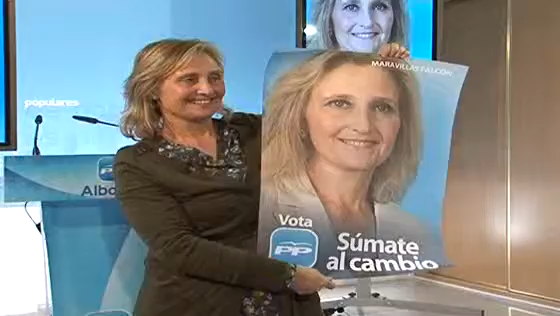 populares
Albo
MARAVILLAS FALCÓN
Vota
PP
Súmate
al cambio